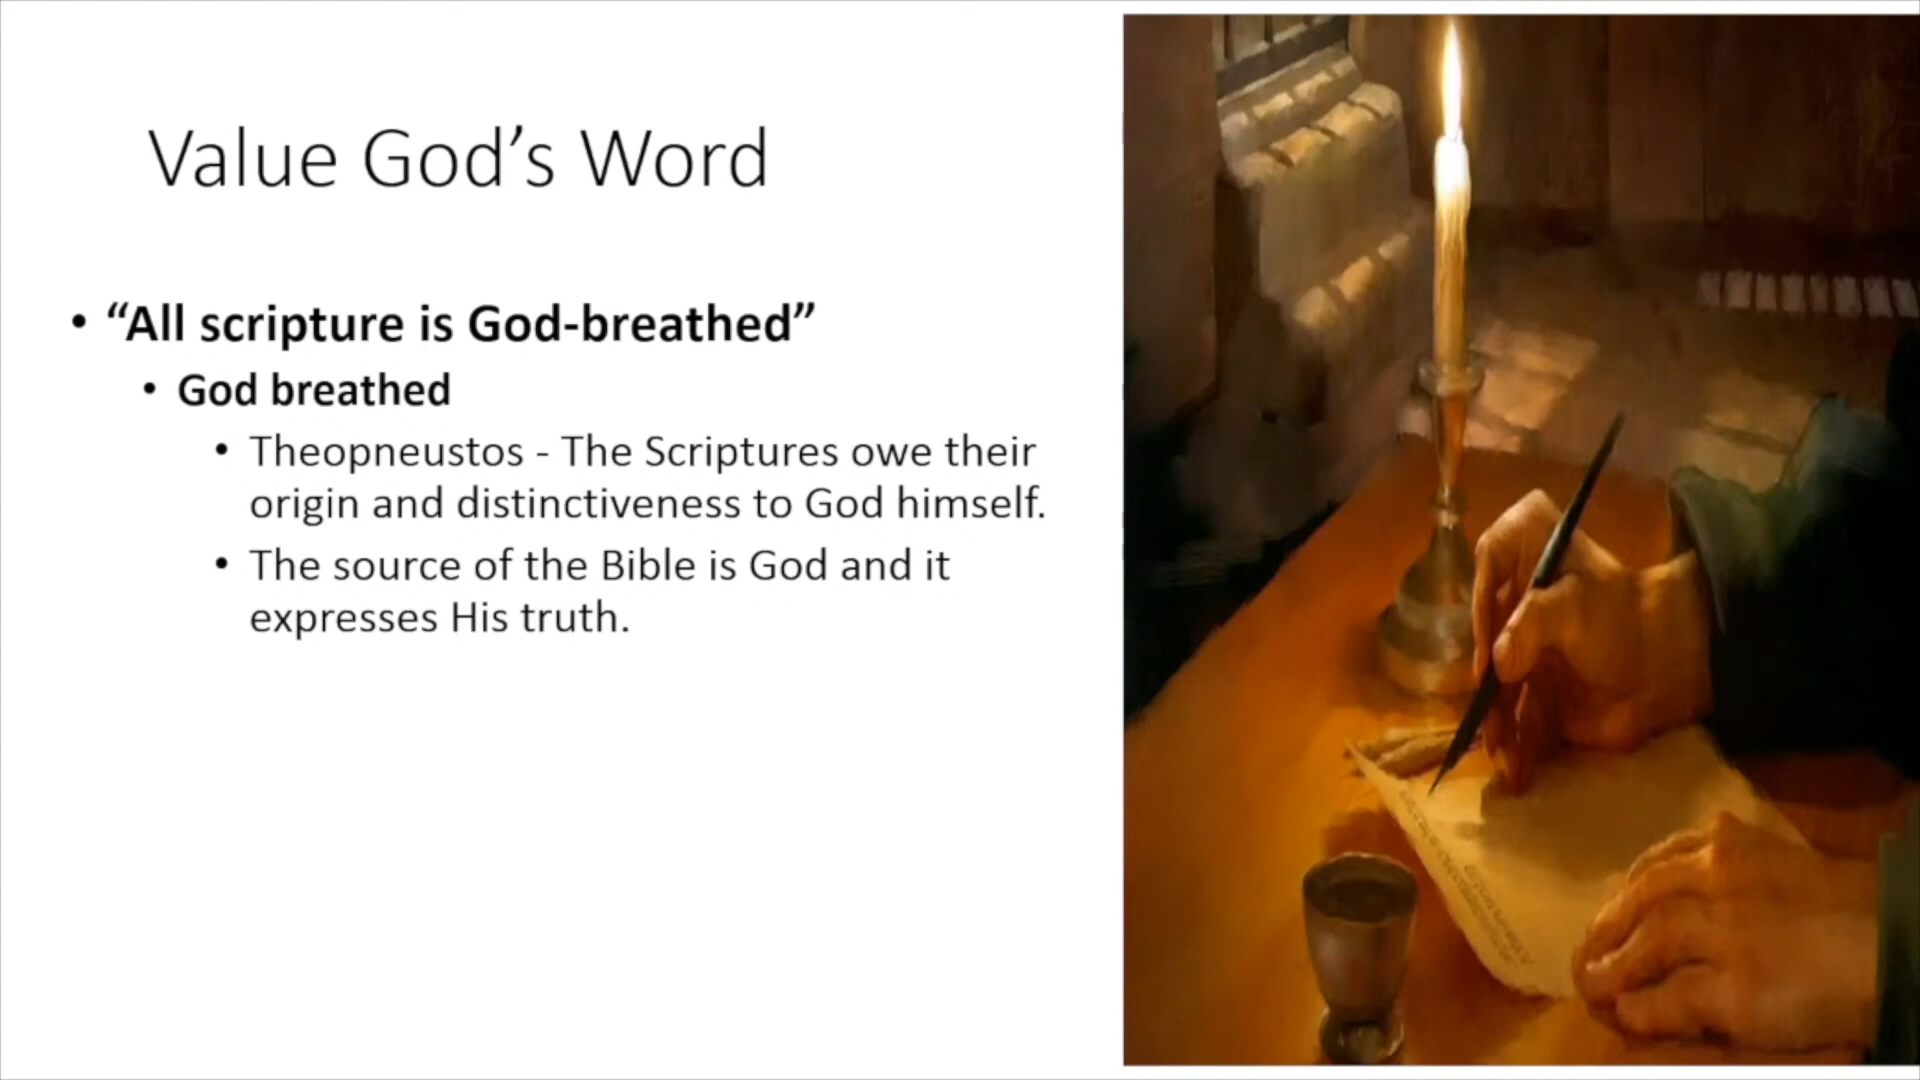 Value God’s Word
• “All scripture is God-breathed”
• God breathed
• Theopneustos - The Scriptures owe their
origin and distinctiveness to God himself.
• The source of the Bible is God and it
expresses His truth.